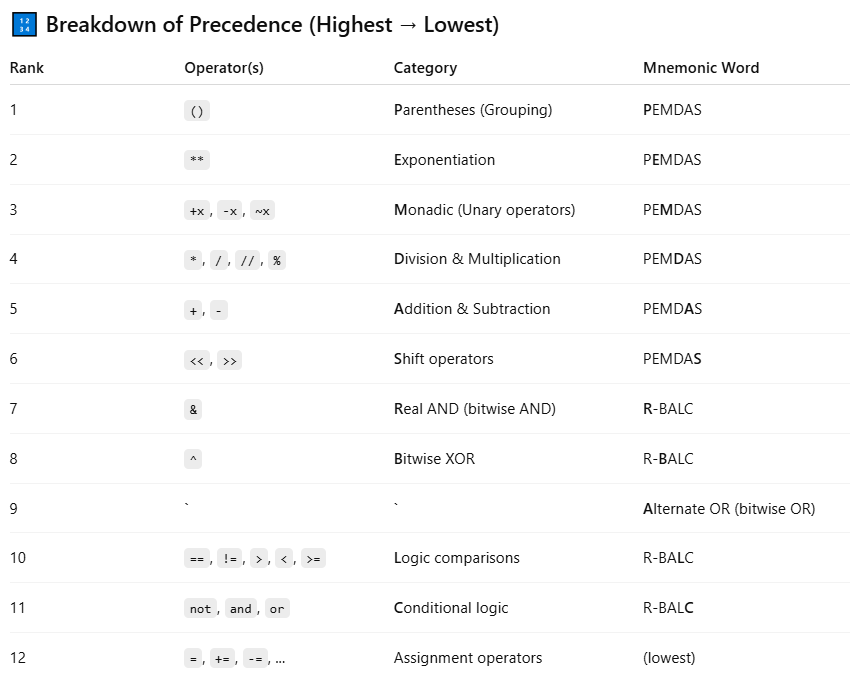 🔢 Breakdown of Precedence (Highest → Lowest)
Rank Operator(s) Category Mnemonic Word
1 () Parentheses (Grouping) PEMDAS
2 ** Exponentiation PEMDAS
3 +x, -x, ~x Monadic (Unary operators) PEMDAS
4 *, /, //, % Division & Multiplication PEMDAS
5 +, - Addition & Subtraction PEMDAS
6 <<, >> Shift operators PEMDAS
7 & Real AND (bitwise AND) R-BALC
8 ^ Bitwise XOR R-BALC
9 ` ` Alternate OR (bitwise OR)
10 ==, !=, >, <, >= Logic comparisons R-BALC
11 not, and, or Conditional logic R-BALC
12 =, +=, -=, ... Assignment operators (lowest)